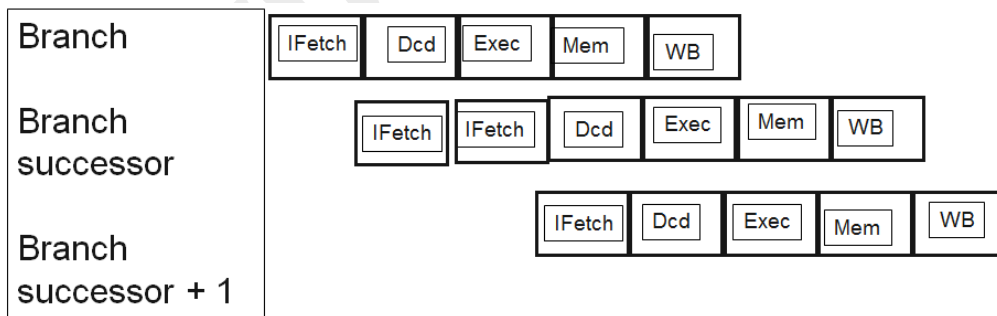 Branch
IFetch Dcd Exec Mem WB
Branch
successor
IFetch IFetch Dcd Exec Mem WB
Branch
successor + 1
IFetch Dcd Exec Mem WB